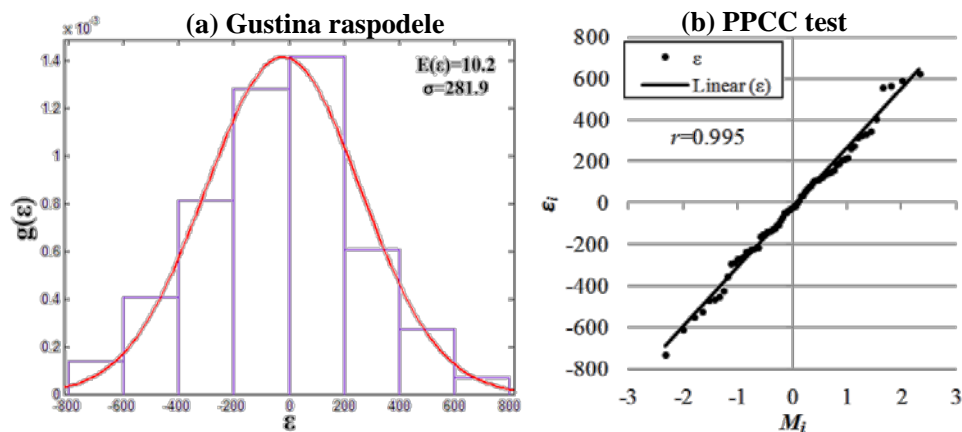 (a) Gustina raspodele
x 10⁻³
1.4
1.2
1
0.8
0.6
0.4
0.2
0
g(ε)
E(ε)=10.2
σ=281.9
-800 -600 -400 -200 0 200 400 600 800
ε
(b) PPCC test
800
600
400
200
0
-200
-400
-600
-800
εᵢ
ε
Linear (ε)
r=0.995
-3 -2 -1 0 1 2 3
Mᵢ